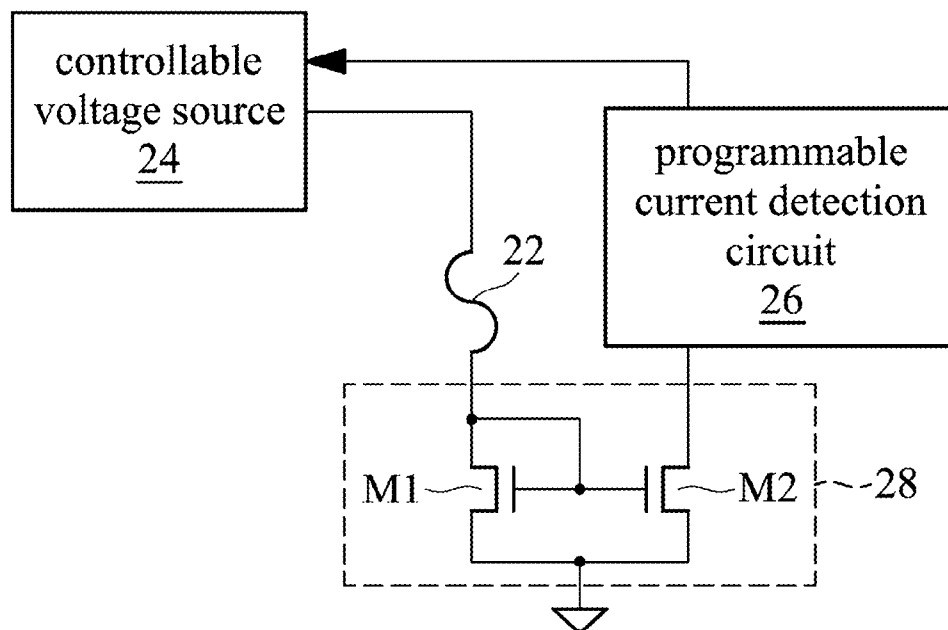 controllable
voltage source
24
programmable
current detection
circuit
26
22
M1
M2
28